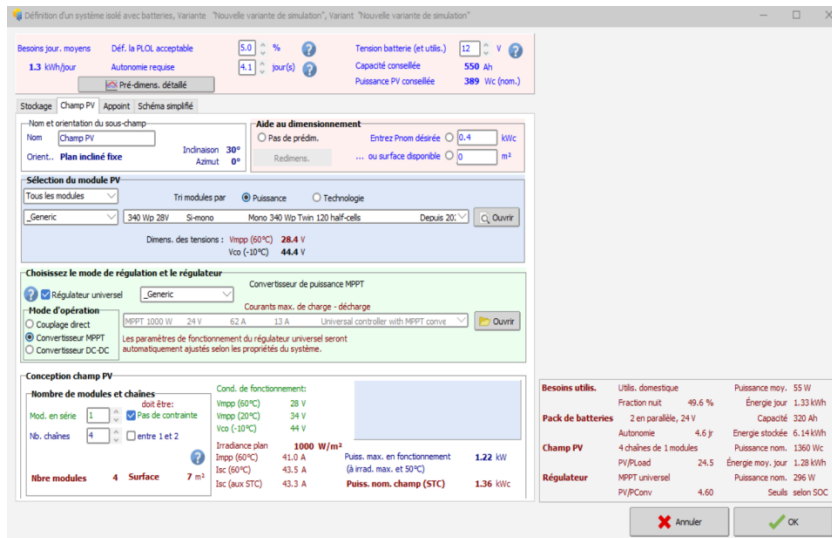 Définition d'un système isolé avec batteries, Variante "Nouvelle variante de simulation", Variant "Nouvelle variante de simulation"
Besoins jour. moyens Déf. la PLOL acceptable 5.0 % Tension batterie (et utilis.) 12 V
1.3 kWh/jour Autonomie requise 4.1 jour(s) Capacité conseillée 550 Ah
Pré-dimens. détaillé Puissance PV conseillée 389 Wc (nom.)
Stockage Champ PV Appoint Schéma simplifié
Nom et orientation du sous-champ
Nom Champ PV
Orient.. Plan incliné fixe Inclinaison 30°
Azimut 0°
Aide au dimensionnement
Pas de prédim. Entrez Pnom désirée 0.4 kWc
Redimens. ... ou surface disponible 0 m²
Sélection du module PV
Tous les modules Tri modules par Puissance Technologie
_Generic 340 Wp 28V Si-mono Mono 340 Wp Twin 120 half-cells Depuis 20: Ouvrir
Dimens. des tensions : Vmpp (60°C) 28.4 V
Vco (-10°C) 44.4 V
Choisissez le mode de régulation et le régulateur
Régulateur universel _Generic Convertisseur de puissance MPPT
Mode d'opération
Courants max. de charge - décharge
Couplage direct MPPT 1000 W 24 V 62 A 13 A Universal controller with MPPT conve Ouvrir
Convertisseur MPPT Les paramètres de fonctionnement du régulateur universel seront
Convertisseur DC-DC automatiquement ajustés selon les propriétés du système.
Conception champ PV
Nombre de modules et chaînes
doit être:
Mod. en série 1 Pas de contrainte
Nb. chaînes 4 entre 1 et 2
Nbre modules 4 Surface 7 m²
Cond. de fonctionnement:
Vmpp (60°C) 28 V
Vmpp (20°C) 34 V
Vco (-10°C) 44 V
Irradiance plan 1000 W/m²
Impp (60°C) 41.0 A Puiss. max. en fonctionnement 1.22 kW
Isc (60°C) 43.5 A (à irrad. max. et 50°C)
Isc (aux STC) 43.3 A Puiss. nom. champ (STC) 1.36 kWc
Besoins utilis. Utilis. domestique Puissance moy. 55 W
Fraction nuit 49.6 % Énergie jour 1.33 kWh
Pack de batteries 2 en parallèle, 24 V Capacité 320 Ah
Autonomie 4.6 jr Energie stockée 6.14 kWh
Champ PV 4 chaînes de 1 modules Puissance nom. 1360 Wc
PV/PLoad 24.5 Énergie moy. jour 1.28 kWh
Régulateur MPPT universel Puissance nom. 296 W
PV/PConv 4.60 Seuils selon SOC
Annuler OK